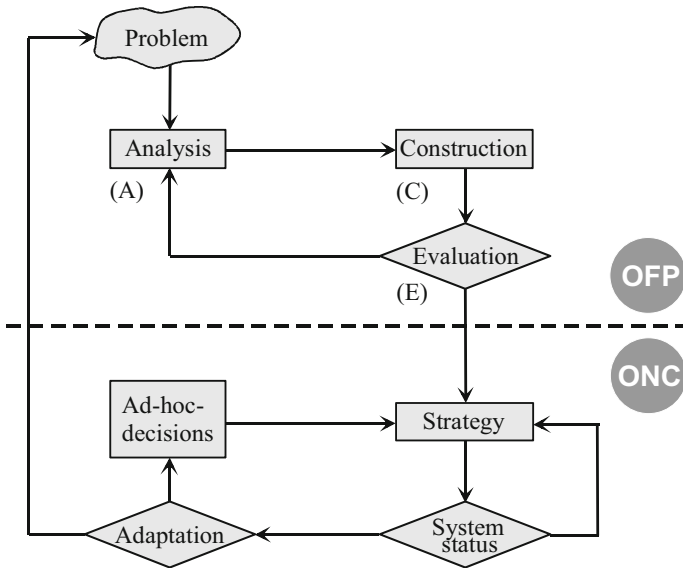 Problem
Analysis
Construction
(A)
(C)
Evaluation
(E)
OFP
ONC
Ad-hoc-
decisions
Strategy
Adaptation
System
status